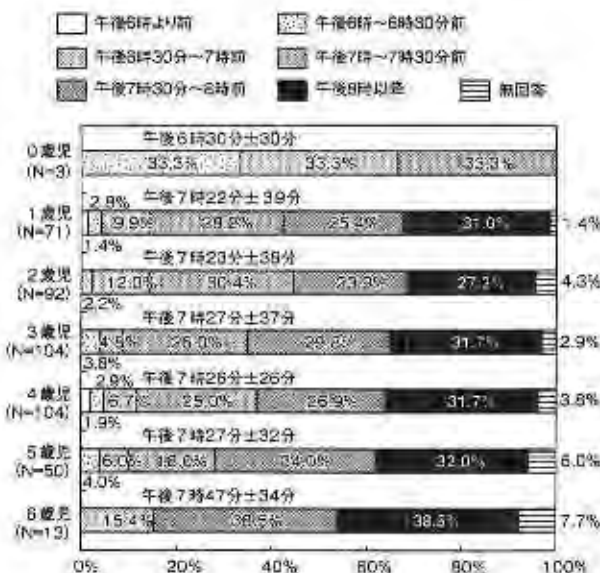 午後6時より前 午後6時～6時30分前
午後6時30分～7時前 午後7時～7時30分前
午後7時30分～8時前 午後8時以降 無回答
午後6時30分±30分
0歳児
(N=3)
33.3% 33.3% 33.3%
2.8% 午後7時22分±39分
1歳児
(N=71)
9.9% 28.2% 25.4% 31.0% 1.4%
1.4%
午後7時23分±38分
2歳児
(N=92)
12.0% 30.4% 23.9% 27.2% 4.3%
2.2%
午後7時27分±37分
3歳児
(N=104)
26.0% 31.7% 2.9%
3.8%
2.9% 午後7時26分±26分
4歳児
(N=104)
6.7% 25.0% 26.9% 31.7% 3.8%
1.9%
午後7時27分±32分
5歳児
(N=50)
6.0% 18.0% 34.0% 32.0% 6.0%
4.0%
午後7時47分±34分
6歳児
(N=13)
15.4% 38.5% 38.5% 7.7%
0% 20% 40% 60% 80% 100%